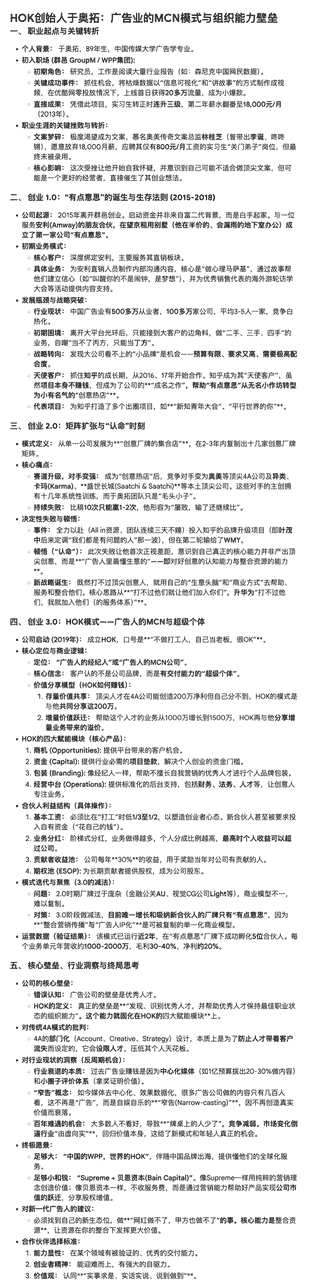 HOK创始人于奥拓：广告业的MCN模式与组织能力壁垒
一、 职业起点与关键转折
• 个人背景： 于奥拓，89年生，中国传媒大学广告学专业。
• 初入职场 (群邑 GroupM / WPP集团):
◦ 初期角色： 研究员，工作是阅读大量行业报告（如：森尼克中国网民数据）。
◦ 关键成功事件： 抓住机会，将枯燥数据以“信息可视化”和“讲故事”的方式制作成视
频，在优酷网零投放情况下，上线首日获得20多万流量，成为小爆款。
◦ 直接成果： 凭借此项目，实习生转正时连升三级，第二年薪水翻番至18,000元/月
（2013年）。
• 职业生涯的关键挫败与转折：
◦ 文案梦碎： 极度渴望成为文案，慕名奥美传奇文案总监林桂芝（曾带出李诞、咚咚
锵），愿意放弃18,000月薪，应聘其仅有800元/月工资的实习生“关门弟子”岗位，但最
终未被录用。
◦ 核心影响： 这次受挫让他开始自我怀疑，并意识到自己可能不适合做顶尖文案，但可
能是一个更好的经营者，直接催生了其创业想法。
二、 创业 1.0：“有点意思”的诞生与生存法则 (2015-2018)
• 公司起源： 2015年离开群邑创业。启动资金并非来自富二代背景，而是白手起家。与一位
服务安利(Amway)的朋友合伙，在望京租用别墅（他在半价的、会漏雨的地下室办公）成
立了第一家公司“有点意思”。
• 初期业务模式：
◦ 核心客户： 深度绑定安利，主要服务其直销板块。
◦ 具体业务： 为安利直销人员制作内部沟通内容，核心是“做心理马萨基”，通过故事帮
他们建立信心（如“叫醒你的不是闹钟，是梦想”），并为优秀销售代表的海外游轮访学
大会等活动提供内容支持。
• 发展瓶颈与战略突破：
◦ 行业现状： 中国广告业有500多万从业者，100多万家公司，平均3-5人一家，竞争白
热化。
◦ 初期困境： 离开大平台光环后，只能接到大客户的边角料，做“二手、三手、四手”的
业务，自嘲“当不了丙方，只能当丁方”。
◦ 战略转向： 发现大公司看不上的“小品牌”是机会——预算有限、要求又高、需要极高配
合度。
◦ 天使客户： 抓住知乎的成长期，从2016、17年开始合作。知乎成为其“天使客户”，虽
然项目本身不赚钱，但成为了公司的**“成名之作”，帮助“有点意思”从无名小作坊转型
为小有名气的“创意热店”**。
◦ 代表项目： 为知乎打造了多个出圈项目，如**“新知青年大会”、“平行世界的你”**。
三、 创业 2.0：矩阵扩张与“认命”时刻
• 模式定义： 从单一公司发展为**“创意厂牌的集合店”**，在2-3年内复制出十几家创意厂牌
矩阵。
• 核心痛点：
◦ 赛道升级，对手变强： 成为“创意热店”后，竞争对手变为奥美等顶尖4A公司及异类、
卡玛(Karma)、**盛世长城(Saatchi & Saatchi)**等本土顶尖公司。这些对手的主创拥
有十几年系统性训练，而于奥拓团队只是“毛头小子”。
◦ 持续失败： 比稿10次只能赢1-2次，他形容为“屡败，输了还继续比”。
• 决定性失败与顿悟：
◦ 事件： 全力以赴（All in资源、团队连续三天不睡）投入知乎的品牌升级项目（即叶茂
中后来定调“我们都是有问题的人”那一波），但在第二轮输给了WMY。
◦ 顿悟（“认命”）： 此次失败让他首次正视差距，意识到自己真正的核心能力并非产出顶
尖创意，而是**“广告人里最懂生意的”——即对好创意的认知能力与整合资源的能力
**。
◦ 新战略诞生： 既然打不过顶尖创意人，就用自己的“生意头脑”和“商业方式”去帮助、
服务和整合他们。核心思路从**“打不过他们就让他们加入你们”，升华为“打不过他
们，我就加入他们（的服务体系）”**。
四、 创业 3.0：HOK模式——广告人的MCN与超级个体
• 公司启动 (2019年)： 成立HOK，口号是“不做打工人，自己当老板，很OK”**。
• 核心定位与商业逻辑：
◦ 定位： “广告人的经纪人”或“广告人的MCN公司”。
◦ 核心信念： 客户认的不是公司品牌，而是有交付能力的“超级个体”。
◦ 价值分享模型（HOK如何赚钱）：
1. 存量价值共享： 顶尖人才在4A公司能创造200万净利但自己分不到，HOK的模式是
与他共同分享这200万。
2. 增量价值跃迁： 帮助这个人才的业务从1000万增长到1500万，HOK再与他分享增
量业务带来的溢价。
• HOK的四大赋能模块（核心产品）：
1. 商机 (Opportunities): 提供平台带来的客户机会。
2. 资金 (Capital): 提供行业必需的项目垫款，解决个人创业的资金门槛。
3. 包装 (Branding): 像经纪人一样，帮助不擅长自我营销的优秀人才进行个人品牌包装。
4. 经营中台 (Operations): 提供标准化的后台支持，包括财务、法务、人才等，让创意人
专注业务。
• 合伙人利益结构（具体操作）：
1. 基本工资： 必须比在“打工”时低1/3至1/2，以塑造创业者心态。新合伙人甚至被要求投
入自有资金（“花自己的钱”）。
2. 业务分红： 阶梯式分红，业务做得越多，个人分成比例越高，最高时个人收益可以超
过公司。
3. 贡献者收益池： 公司每年**30%**的收益，用于奖励当年对公司有贡献的人。
4. 期权池 (ESOP): 为长期贡献者提供股权，成为公司股东。
• 模式迭代与聚焦（3.0的减法）：
◦ 问题： 2.0时期厂牌过于庞杂（金融公关AU、视觉CG公司Light等），商业模型不一，
难以复制。
◦ 对策： 3.0阶段做减法，目前唯一增长和吸纳新合伙人的厂牌只有“有点意思”，因为
**“整合营销传播”与“广告人IP化”**是可被复制的单一化商业模型。
• 运营数据（验证结果）： 该模式已运行近2年，在“有点意思”厂牌下成功孵化5位合伙人。每
个业务单元年营收约1000-2000万，毛利30-40%，净利约20%。
五、 核心壁垒、行业洞察与终局思考
• 公司的核心壁垒：
◦ 错误认知： 广告公司的壁垒是优秀人才。
◦ HOK的定义： 真正的壁垒是**“发现、识别优秀人才，并帮助优秀人才保持最佳职业状
态的组织能力”。这个能力就固化在HOK的四大赋能模块**上。
• 对传统4A模式的批判：
◦ 4A的部门化（Account、Creative、Strategy）设计，本质上是为了防止人才带着客户
流失而设定的，它会设限人才，压低其个人天花板。
• 对行业现状的洞察（反周期机会）：
◦ 行业衰退的本质： 过去广告业赚钱是因为中心化媒体（如1亿预算拨出20-30%做内容）
和小圈子评价体系（拿奖证明价值）。
◦ “窄告”概念： 如今媒体去中心化、效果数据化，很多广告公司做的内容只有几百人
看，这不再是“广告”，而是自娱自乐的**“窄告(Narrow-casting)”**，因不再创造真实
价值而衰落。
◦ 百年难遇的机会： 大多数人不看好，导致**“牌桌上的人少了”，竞争减弱。市场变化倒
逼行业“由虚向实”**，回归价值本身，这给了新模式和年轻人真正的机会。
• 终极愿景：
◦ 足够大： “中国的WPP，世界的HOK”，伴随中国品牌出海，提供懂他们的全球化服
务。
◦ 足够小和锐： “Supreme + 贝恩资本(Bain Capital)”。像Supreme一样用纯粹的营销理
念创造价值；像贝恩资本一样，不收服务费，而是通过营销能力帮助好产品实现公司市
值的跃迁，分享股权增值。
• 对新一代广告人的建议：
◦ 必须找到自己的新生态位，做**“网红做不了，甲方也做不了”的事。核心能力是整合资
源**，让资源在你的整合下发挥更大价值。
• 合作伙伴选择标准：
1. 能力显性： 在某个领域有被验证的、优秀的交付能力。
2. 创业者精神： 能迎难而上，有强大的自驱力。
3. 价值观： 认同**“实事求是、实话实说、说到做到”**。